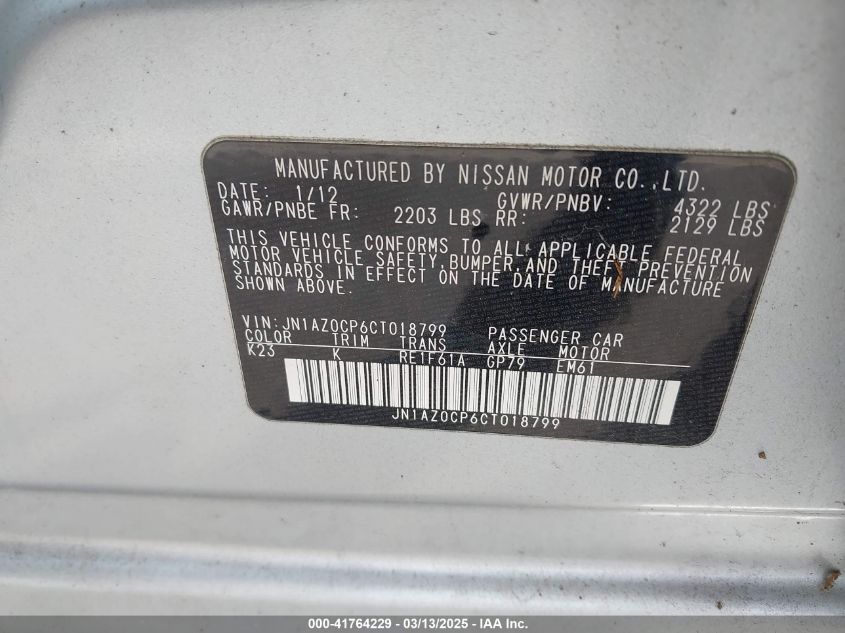 MANUFACTURED BY NISSAN MOTOR CO.,LTD.
DATE: 1/12 GVWR/PNBV: 4322 LBS
GAWR/PNBE FR: 2203 LBS RR: 2129 LBS
THIS VEHICLE CONFORMS TO ALL APPLICABLE FEDERAL
MOTOR VEHICLE SAFETY,BUMPER,AND THEFT PREVENTION
STANDARDS IN EFFECT ON THE DATE OF MANUFACTURE
SHOWN ABOVE.
VIN:JN1AZ0CP6CT018799 PASSENGER CAR
COLOR TRIM TRANS AXLE MOTOR
K23 K RE1F61A GP79 EM61
JN1AZ0CP6CT018799
000-41764229 - 03/13/2025 - IAA Inc.